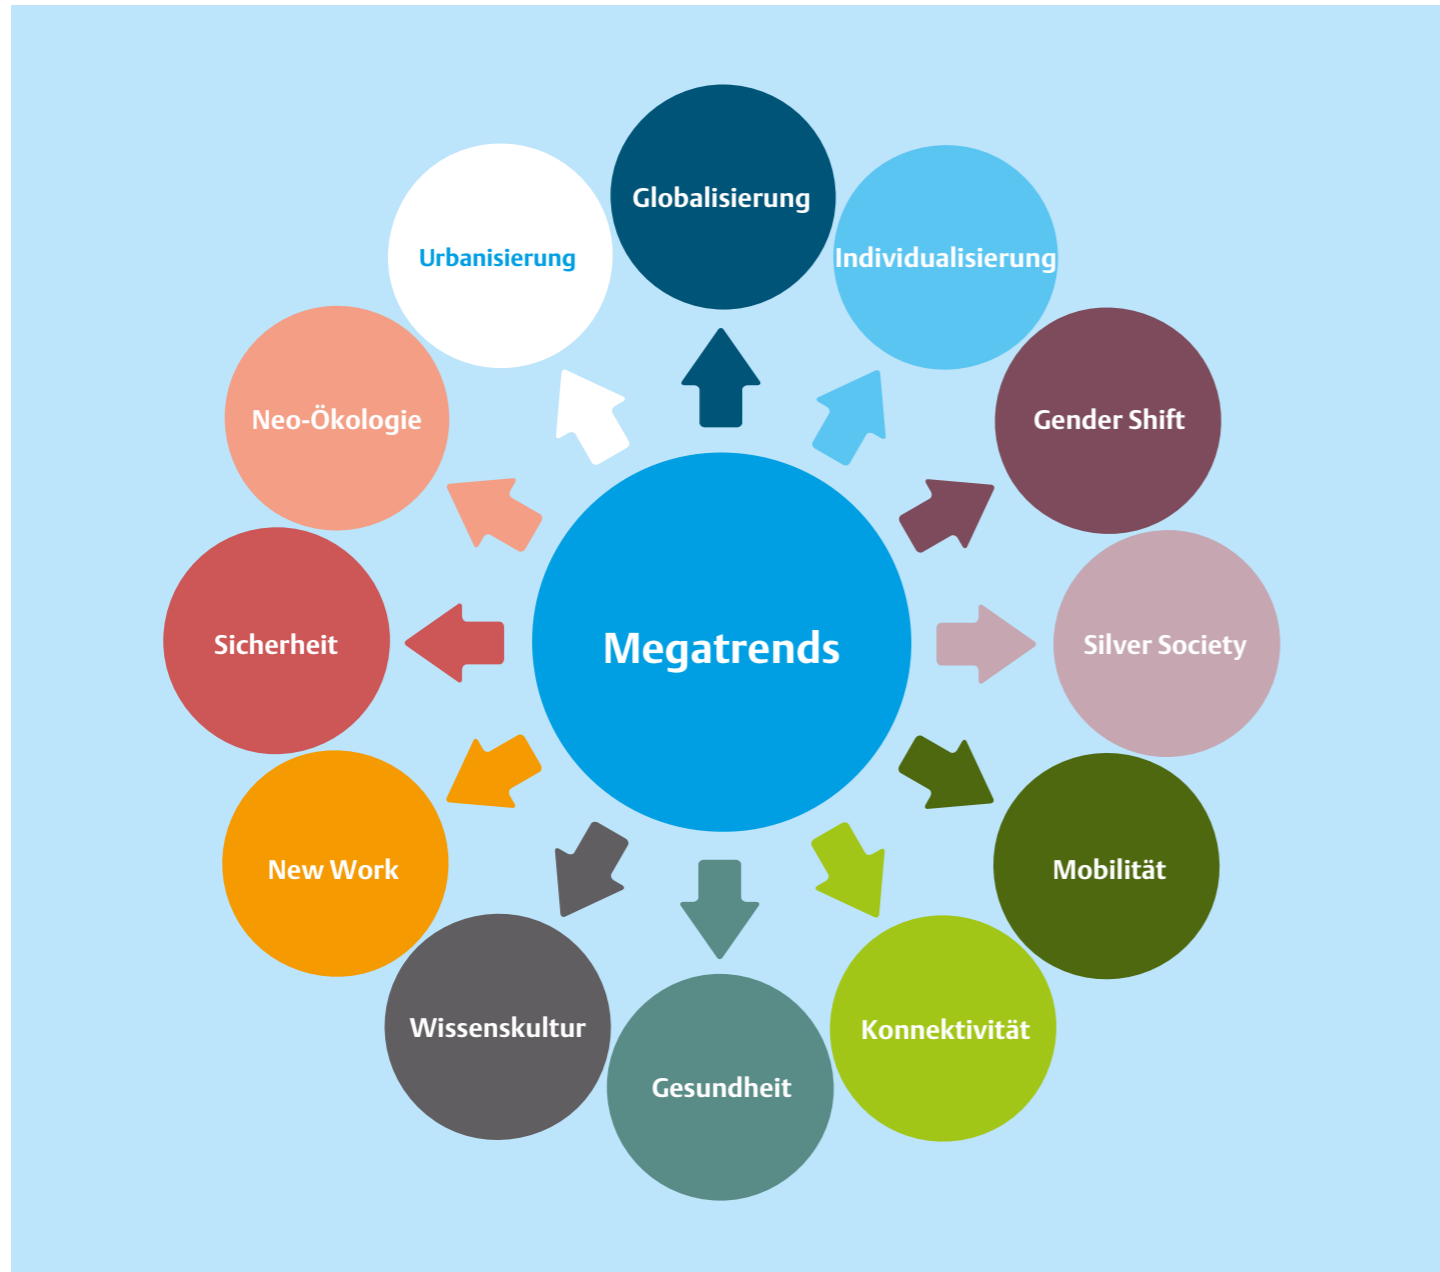 Globalisierung
Individualisierung
Gender Shift
Silver Society
Mobilität
Konnektivität
Gesundheit
Wissenskultur
New Work
Sicherheit
Neo-Ökologie
Urbanisierung
Megatrends